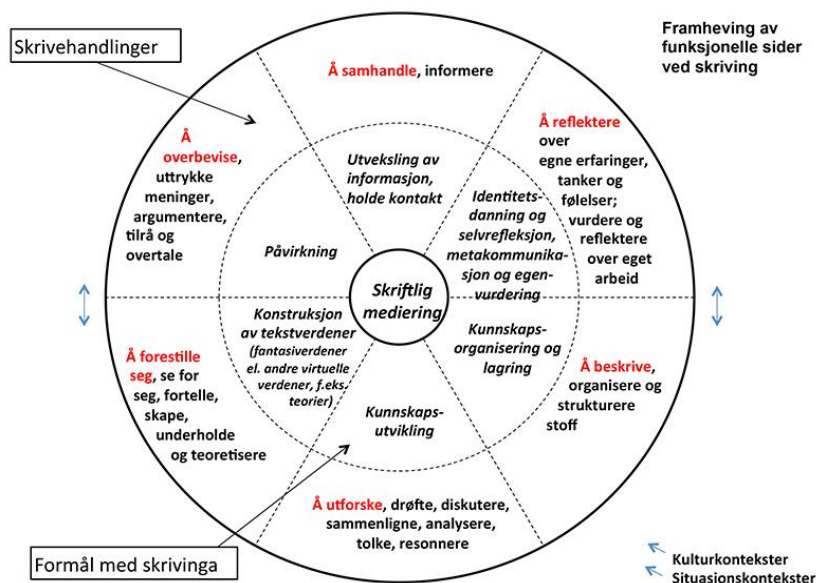 Skrivehandlinger
Framheving av
funksjonelle sider
ved skriving
Å samhandle, informere
Å
overbevise,
uttrykke
meninger,
argumentere,
tilrå og
overtale
Å reflektere
over
egne erfaringer,
tanker og
følelser;
vurdere og
reflektere
over eget
arbeid
Utveksling av
informasjon,
holde kontakt
Identitets-
danning og
selvrefleksjon,
metakommunika-
sjon og egen-
vurdering
Påvirkning
Skriftlig
mediering
Konstruksjon
av tekstverdener
(fantasiverdener
el. andre virtuelle
verdener, f.eks.
teorier)
Kunnskaps-
organisering og
lagring
Å forestille
seg, se for
seg, fortelle,
skape,
underholde
og teoretisere
Å beskrive,
organisere og
strukturere
stoff
Kunnskaps-
utvikling
Å utforske, drøfte, diskutere,
sammenligne, analysere,
tolke, resonnere
Formål med skrivinga
Kulturkontekster
Situasjonskontekster